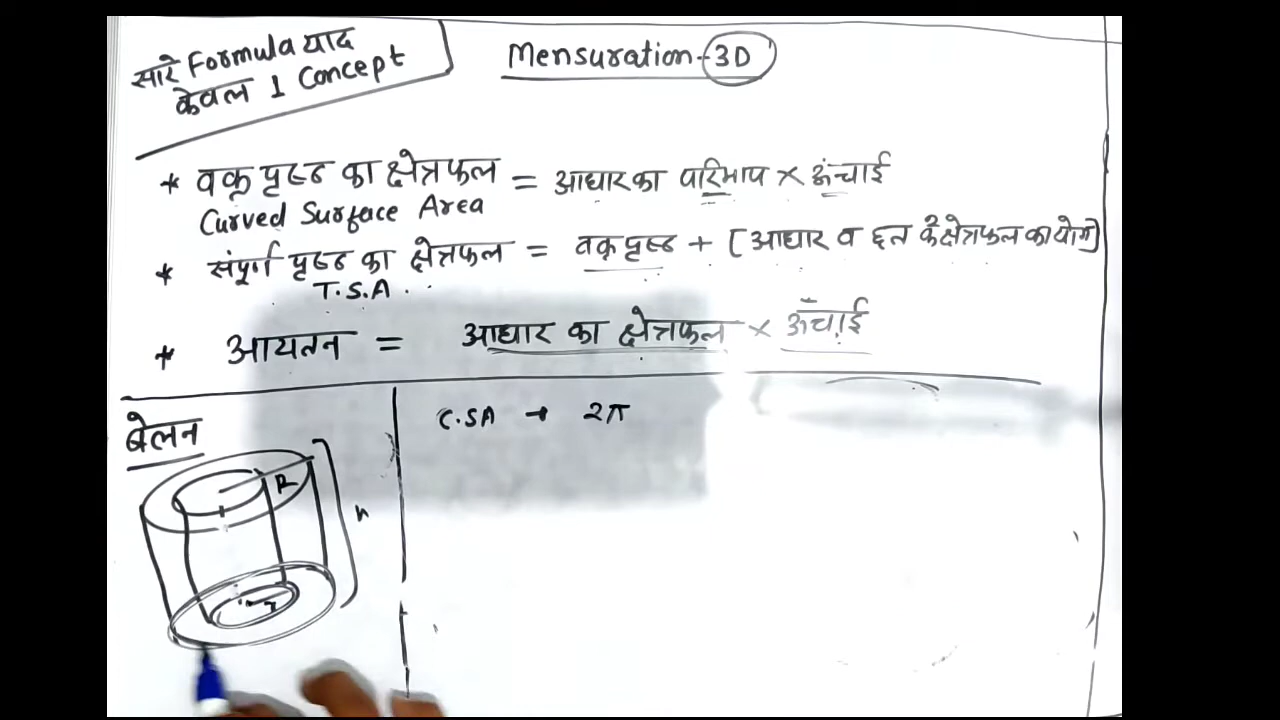 सारे Formula याद
केवल 1 Concept
Mensuration-3D
* वक्र पृष्ठ का क्षेत्रफल = आधार का परिमाप × ऊंचाई
Curved Surface Area
* संपूर्ण पृष्ठ का क्षेत्रफल = वक्र पृष्ठ + [आधार व छत के क्षेत्रफल का योग]
T.S.A
* आयतन = आधार का क्षेत्रफल × ऊँचाई
बेलन
C.SA → 2π
R
h
r